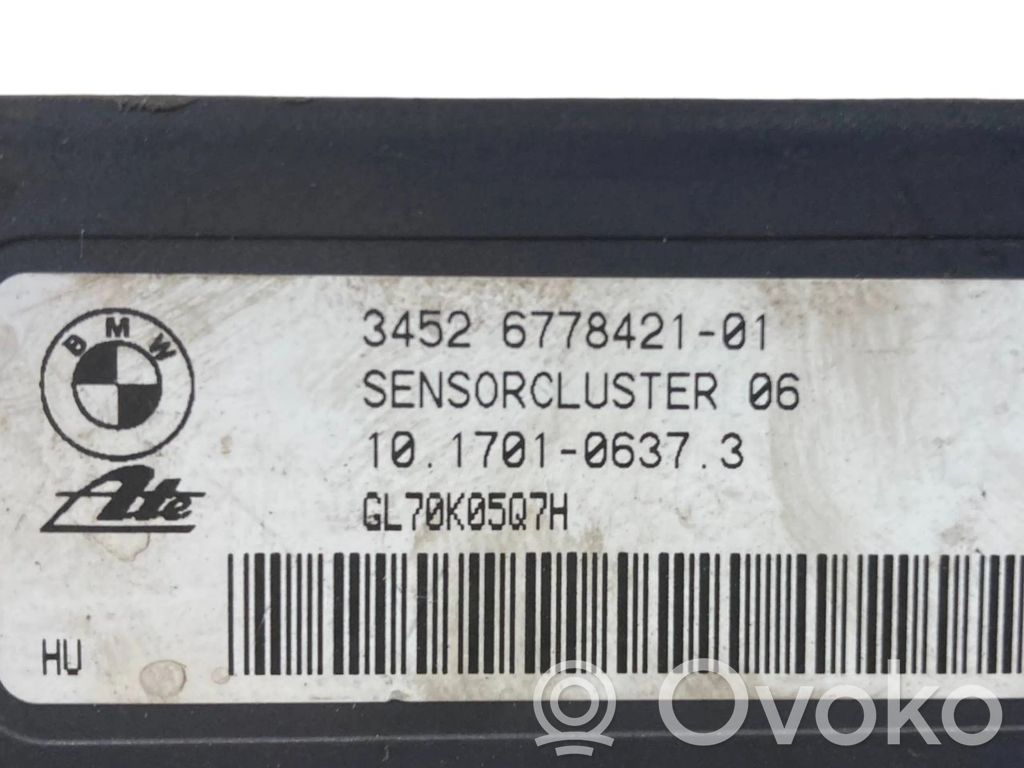 BMW
3452 6778421-01
SENSORCLUSTER 06
10.1701-0637.3
Ate
GL70K05Q7H
HU
Ovoko